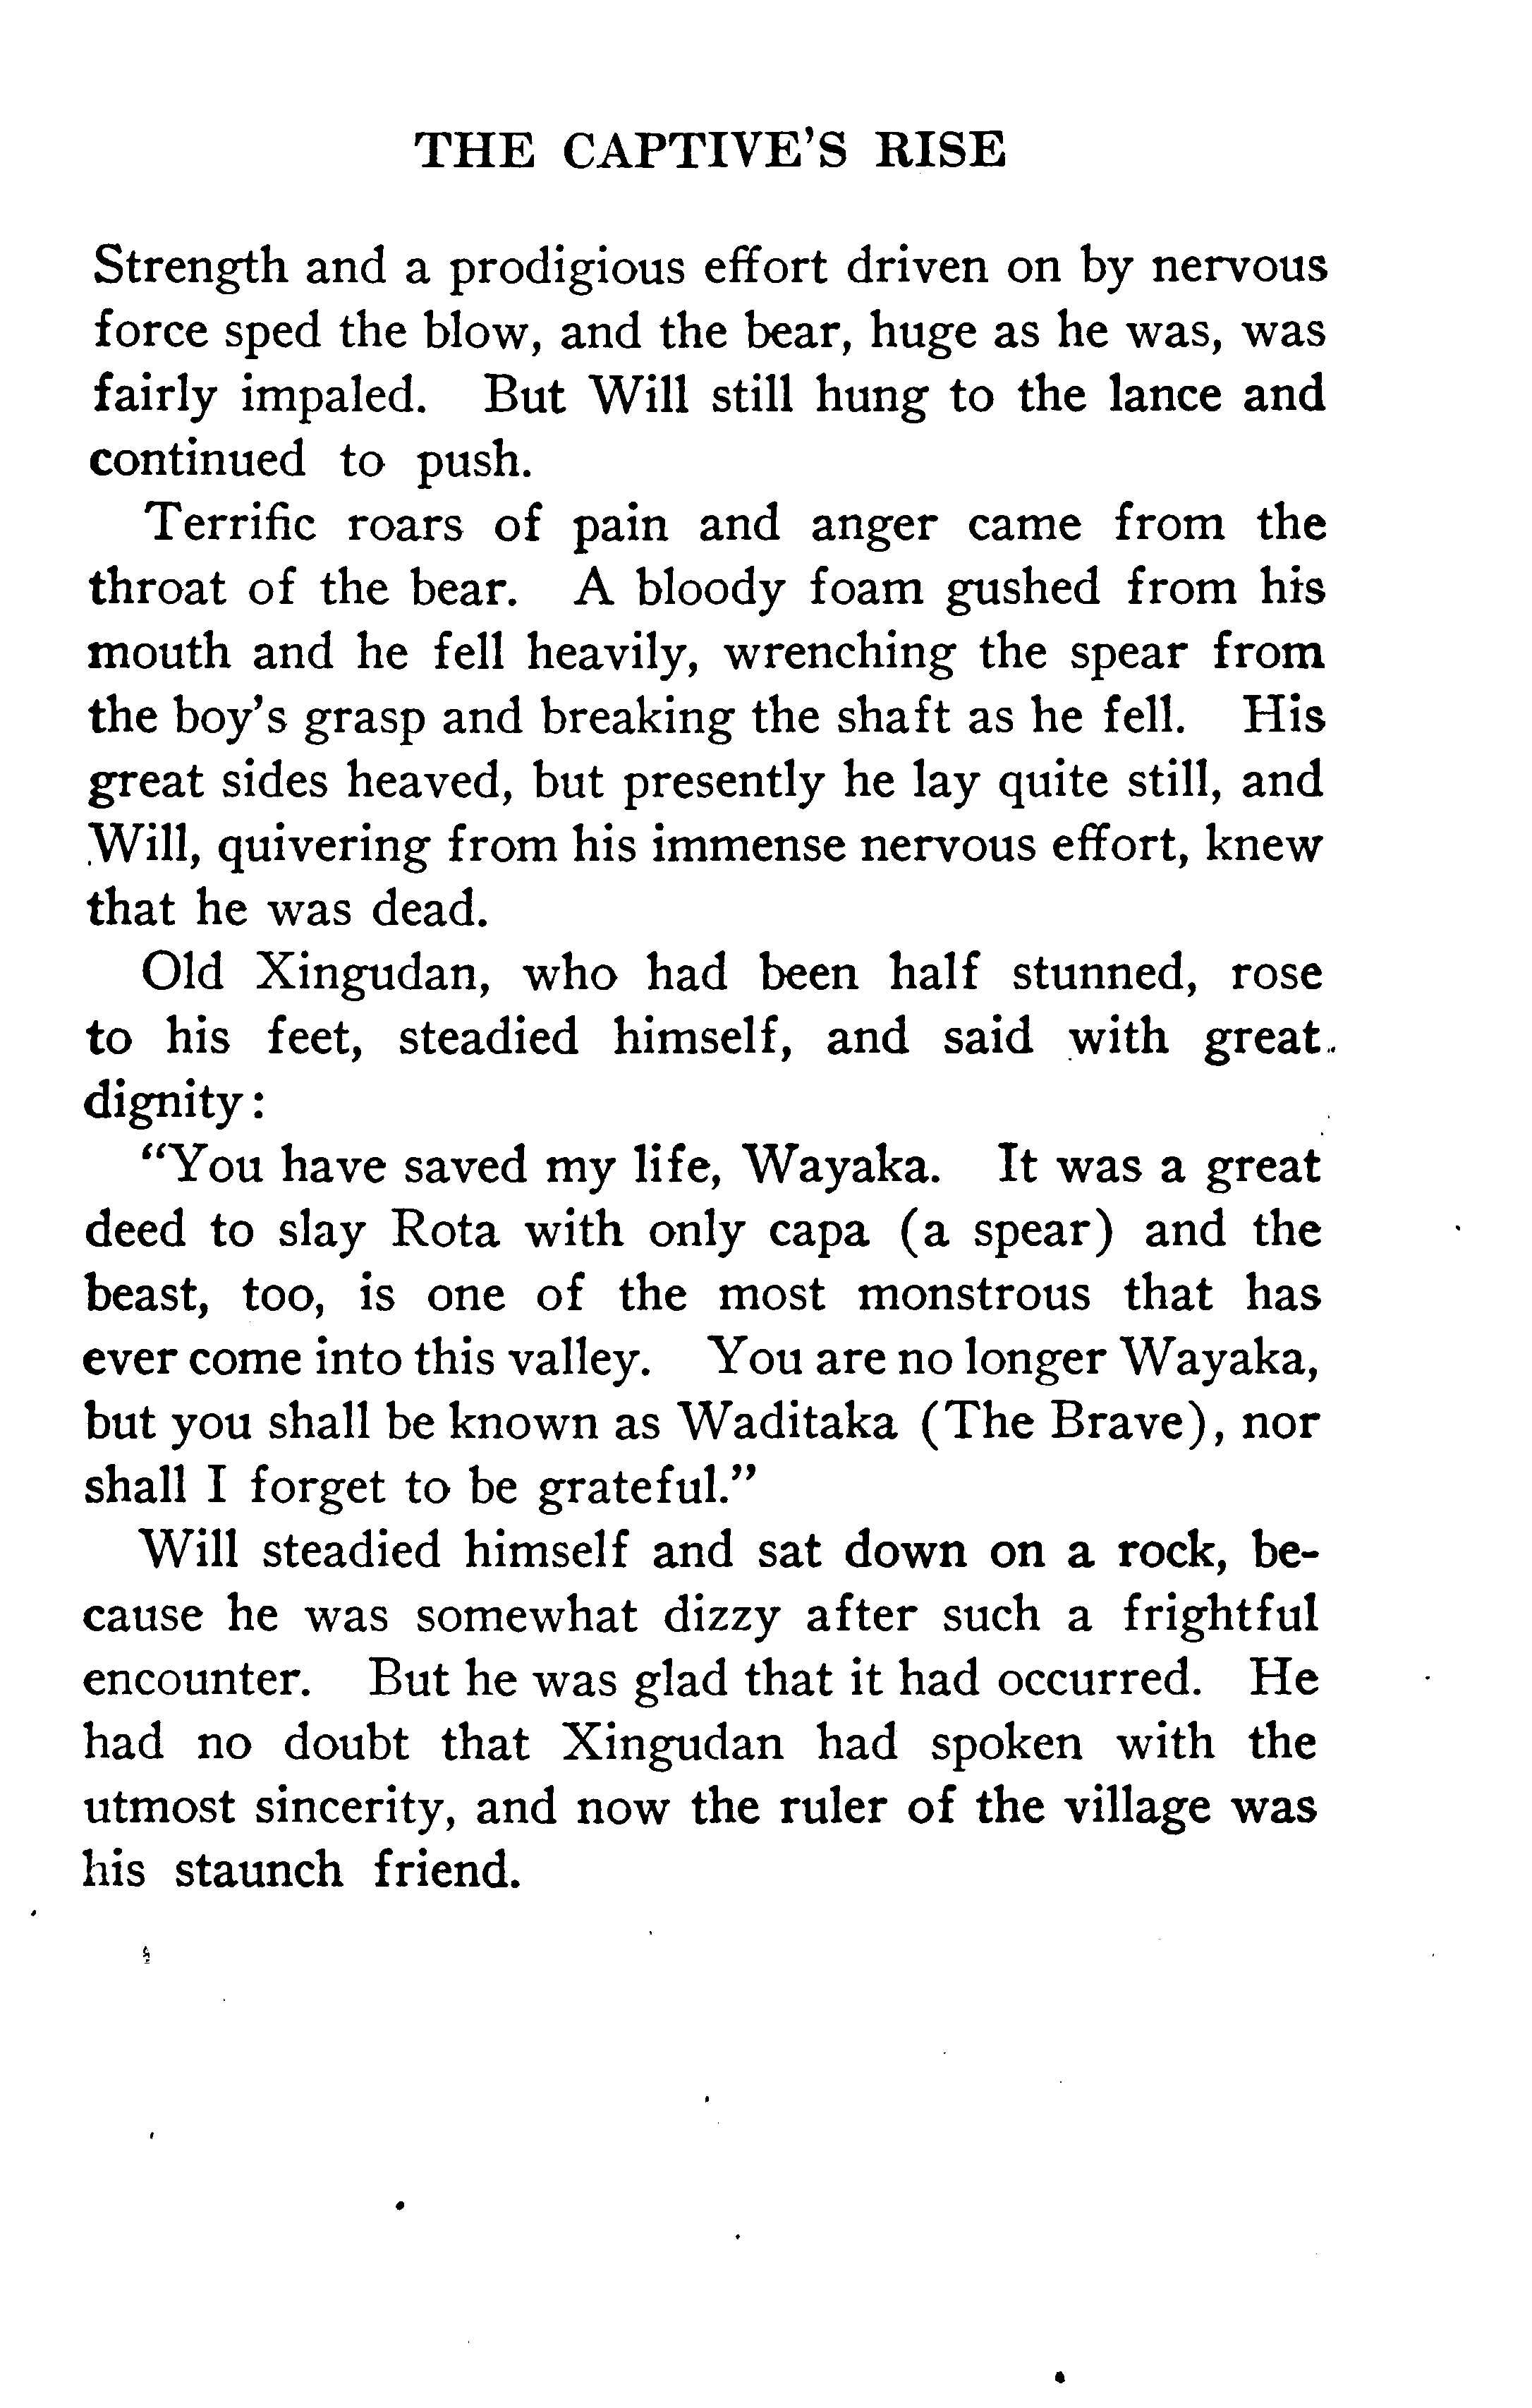 THE CAPTIVE'S RISE
Strength and a prodigious effort driven on by nervous
force sped the blow, and the bear, huge as he was, was
fairly impaled. But Will still hung to the lance and
continued to push.
Terrific roars of pain and anger came from the
throat of the bear. A bloody foam gushed from his
mouth and he fell heavily, wrenching the spear from
the boy's grasp and breaking the shaft as he fell. His
great sides heaved, but presently he lay quite still, and
Will, quivering from his immense nervous effort, knew
that he was dead.
Old Xingudan, who had been half stunned, rose
to his feet, steadied himself, and said with great
dignity:
"You have saved my life, Wayaka. It was a great
deed to slay Rota with only capa (a spear) and the
beast, too, is one of the most monstrous that has
ever come into this valley. You are no longer Wayaka,
but you shall be known as Waditaka (The Brave), nor
shall I forget to be grateful."
Will steadied himself and sat down on a rock, be-
cause he was somewhat dizzy after such a frightful
encounter. But he was glad that it had occurred. He
had no doubt that Xingudan had spoken with the
utmost sincerity, and now the ruler of the village was
his staunch friend.